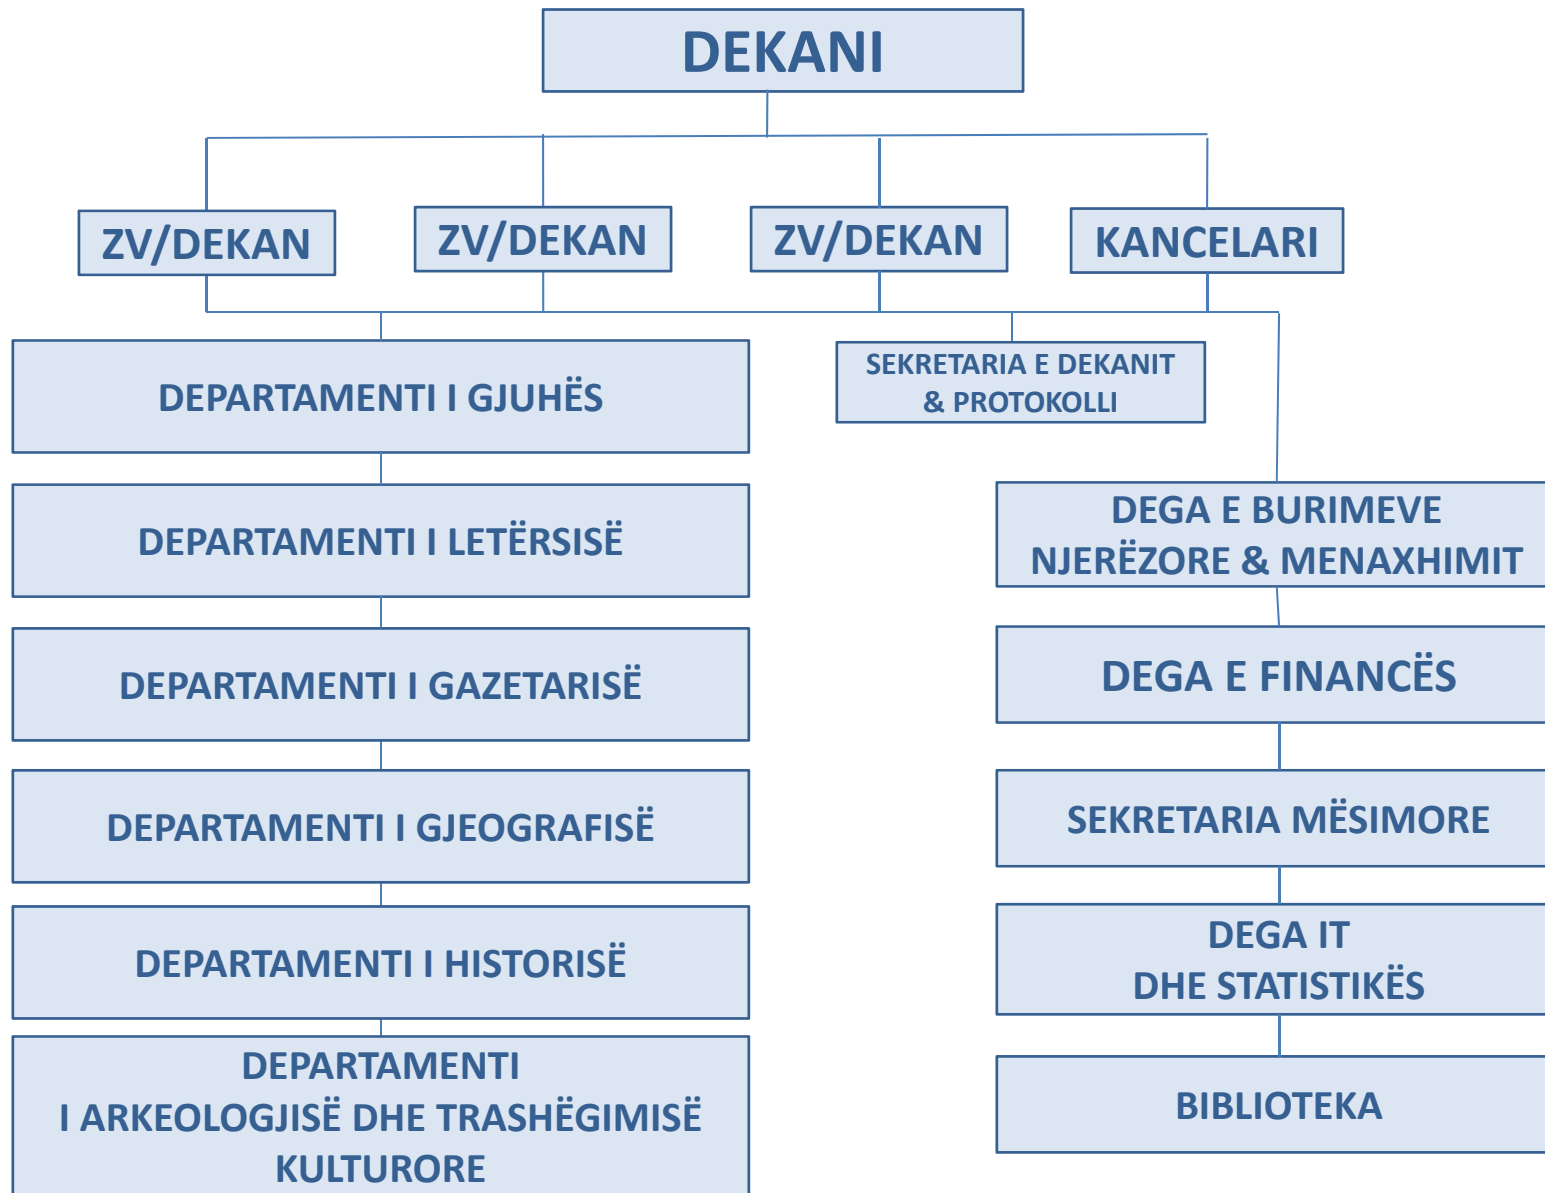 DEKANI
ZV/DEKAN
ZV/DEKAN
ZV/DEKAN
KANCELARI
DEPARTAMENTI I GJUHËS
SEKRETARIA E DEKANIT
& PROTOKOLLI
DEPARTAMENTI I LETËRSISË
DEGA E BURIMEVE
NJERËZORE & MENAXHIMIT
DEPARTAMENTI I GAZETARISË
DEGA E FINANCËS
DEPARTAMENTI I GJEOGRAFISË
SEKRETARIA MËSIMORE
DEPARTAMENTI I HISTORISË
DEGA IT
DHE STATISTIKËS
DEPARTAMENTI
I ARKEOLOGJISË DHE TRASHËGIMISË
KULTURORE
BIBLIOTEKA